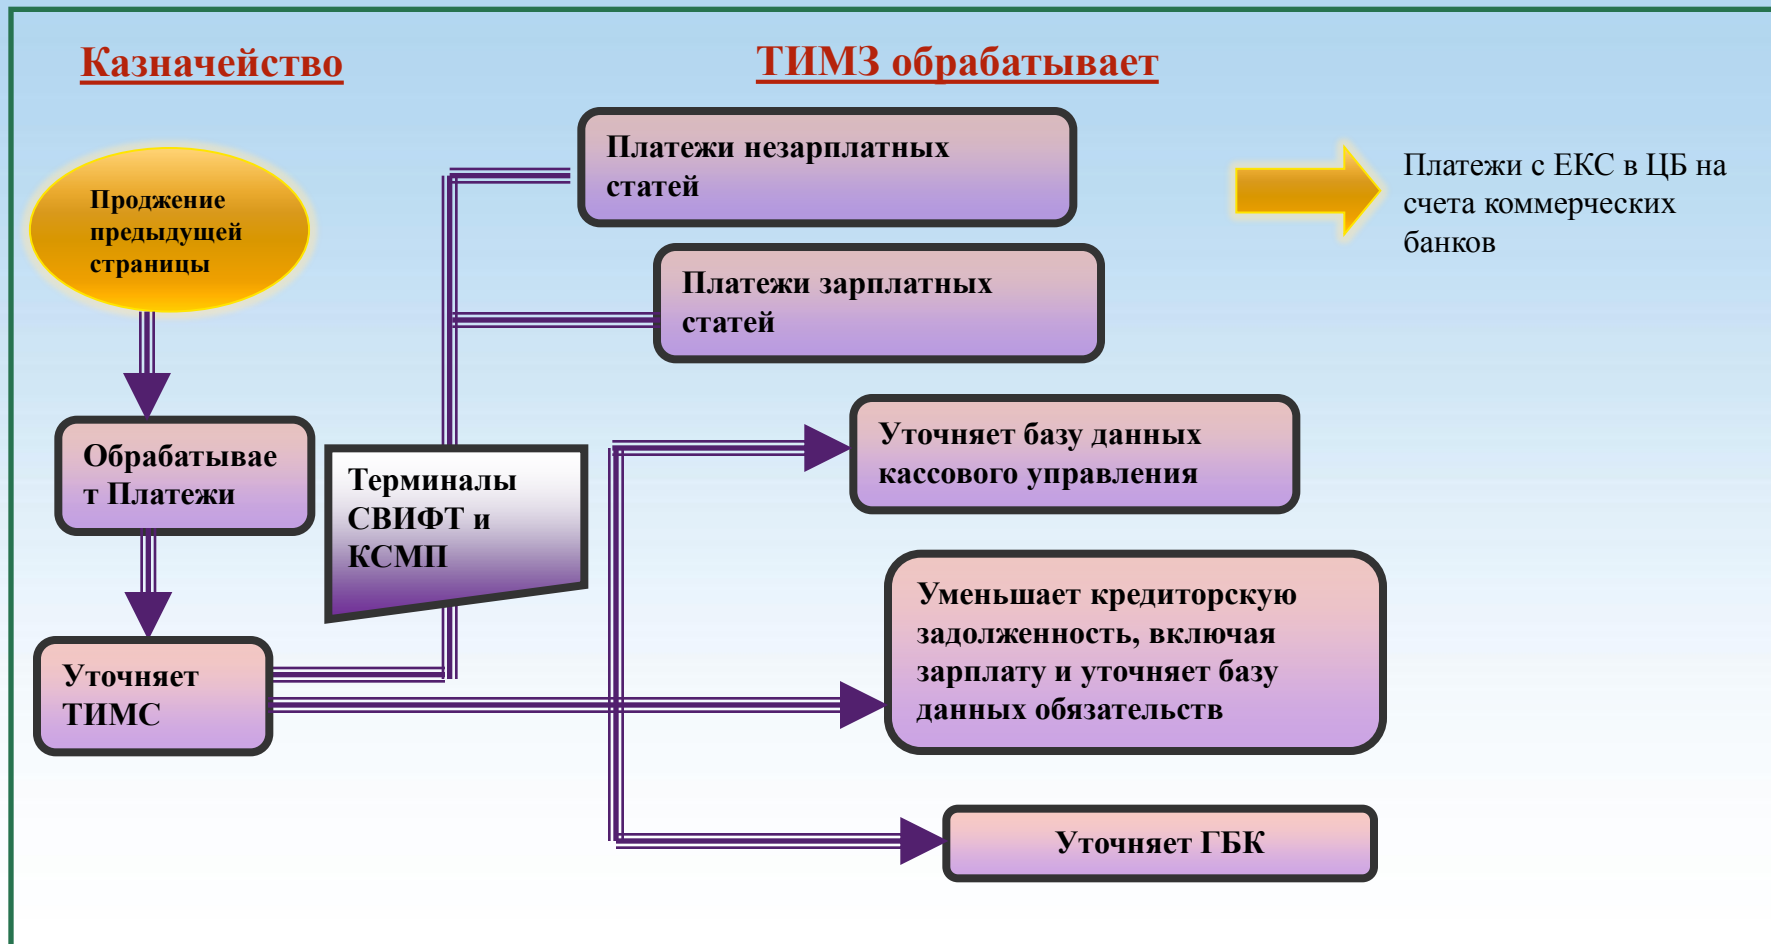 Казначейство
ТИМЗ обрабатывает
Проджение
предыдущей
страницы
Обрабатывае
т Платежи
Уточняет
ТИМС
Терминалы
СВИФТ и
КСМП
Платежи незарплатных
статей
Платежи зарплатных
статей
Платежи с ЕКС в ЦБ на
счета коммерческих
банков
Уточняет базу данных
кассового управления
Уменьшает кредиторскую
задолженность, включая
зарплату и уточняет базу
данных обязательств
Уточняет ГБК